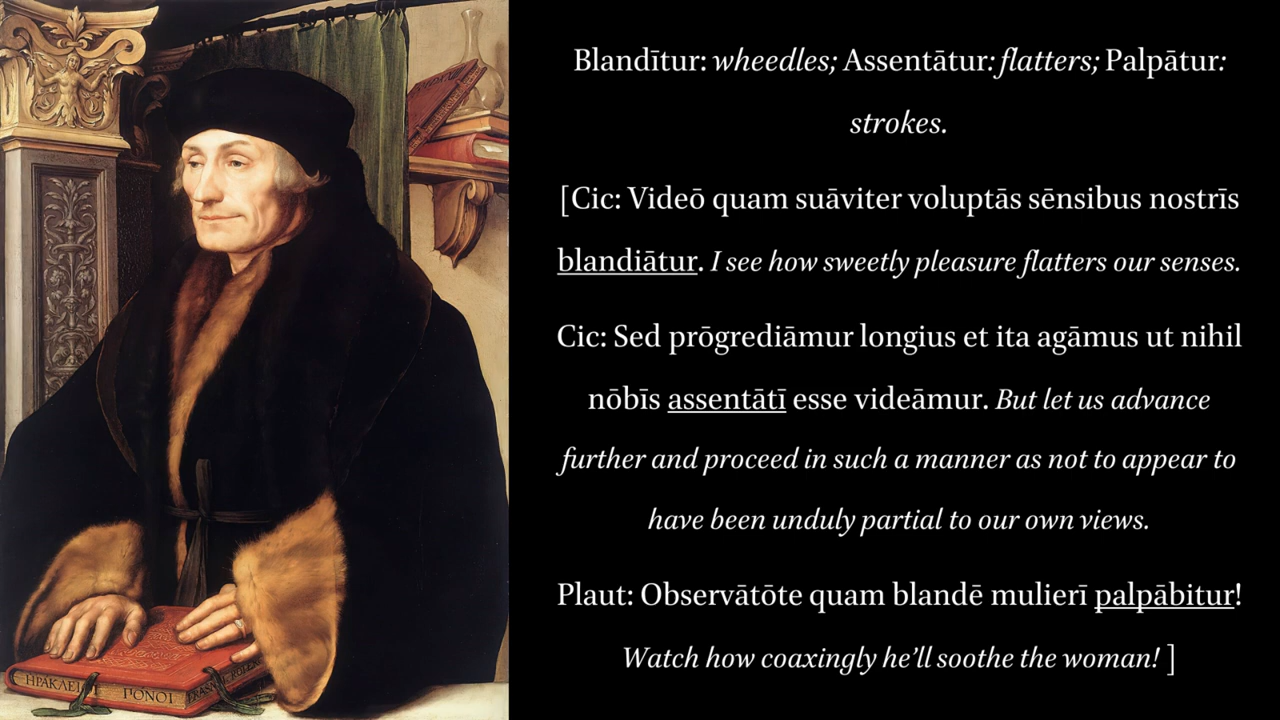 Blandītur: wheedles; Assentātur: flatters; Palpātur:
strokes.
[Cic: Videō quam suāviter voluptās sēnsibus nostrīs
blandiātur. I see how sweetly pleasure flatters our senses.
Cic: Sed prōgrediāmur longius et ita agāmus ut nihil
nōbīs assentātī esse videāmur. But let us advance
further and proceed in such a manner as not to appear to
have been unduly partial to our own views.
Plaut: Observātōte quam blandē mulierī palpābitur!
Watch how coaxingly he’ll soothe the woman! ]
ΠΟΝΟΙ